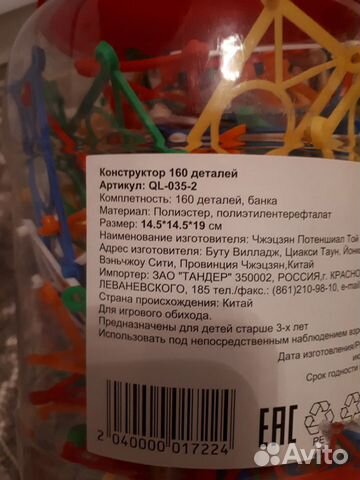 Конструктор 160 деталей
Артикул: QL-035-2
Комплетность: 160 деталей, банка
Материал: Полиэстер, полиэтилентерефталат
Размер: 14.5*14.5*19 см
Наименование изготовителя: Чжэцзян Потеншиал Той
Адрес изготовителя: Буту Вилладж, Циакси Таун, Йонк
Вэньчжоу Сити, Провинция Чжэцзян,Китай
Импортер: ЗАО "ТАНДЕР" 350002, РОССИЯ,г. КРАСНО
ЛЕВАНЕВСКОГО, 185 тел./факс.: (861)210-98-10, e-mail
Страна происхождения: Китай
Для игрового обихода.
Предназначены для детей старше 3-х лет
Использовать под непосредственным наблюдением взр
Дата изготовления/Р
ис
Срок годности
2 040000 017224
EAC
PE
Avito